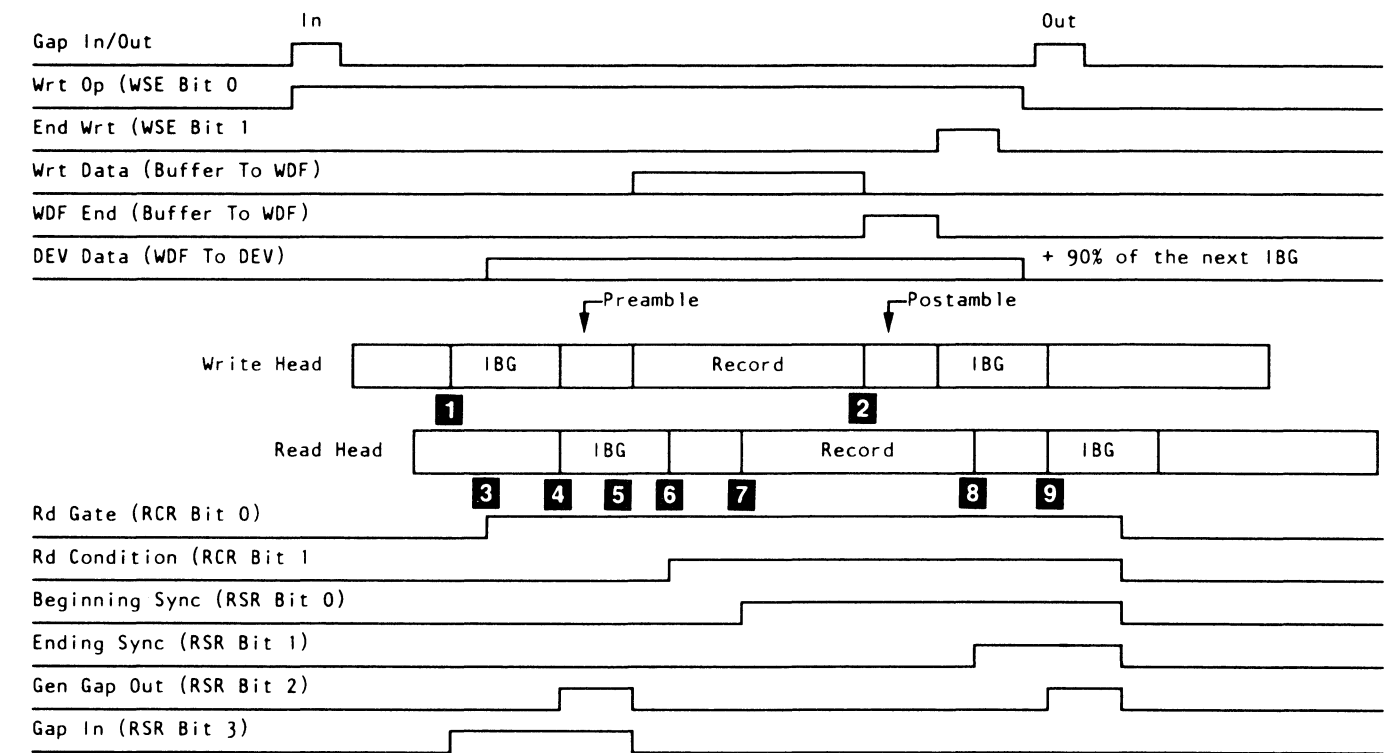 In
Out
Gap In/Out
Wrt Op (WSE Bit 0
End Wrt (WSE Bit 1
Wrt Data (Buffer To WDF)
WDF End (Buffer To WDF)
DEV Data (WDF To DEV)
+ 90% of the next IBG
Preamble
Postamble
Write Head
IBG
Record
IBG
1
2
Read Head
IBG
Record
IBG
3
4
5
6
7
8
9
Rd Gate (RCR Bit 0)
Rd Condition (RCR Bit 1
Beginning Sync (RSR Bit 0)
Ending Sync (RSR Bit 1)
Gen Gap Out (RSR Bit 2)
Gap In (RSR Bit 3)